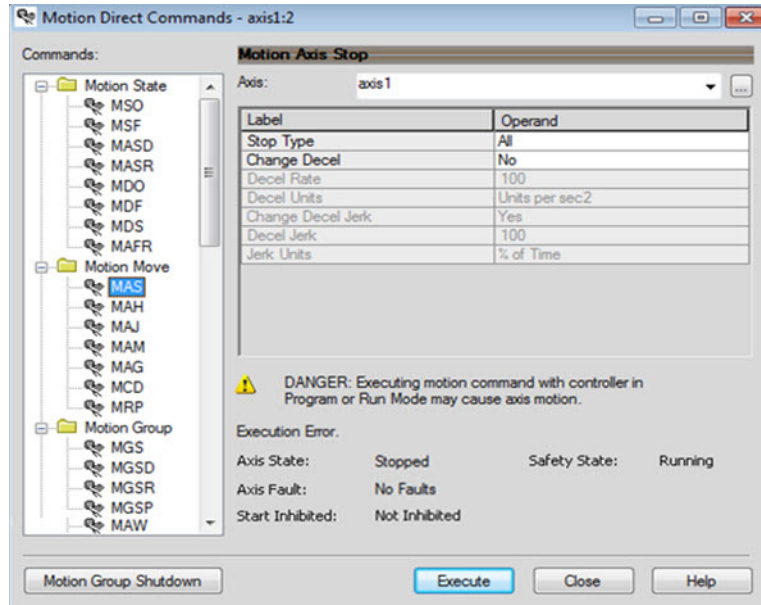 Motion Direct Commands - axis1:2
Commands:
Motion State
MSO
MSF
MASD
MASR
MDO
MDF
MDS
MAFR
Motion Move
MAS
MAH
MAJ
MAM
MAG
MCD
MRP
Motion Group
MGS
MGSD
MGSR
MGSP
MAW
Motion Axis Stop
Axis: axis1 ...
Label Operand
Stop Type All
Change Decel No
Decel Rate 100
Decel Units Units per sec2
Change Decel Jerk Yes
Decel Jerk 100
Jerk Units % of Time
DANGER: Executing motion command with controller in
Program or Run Mode may cause axis motion.
Execution Error.
Axis State: Stopped Safety State: Running
Axis Fault: No Faults
Start Inhibited: Not Inhibited
Motion Group Shutdown Execute Close Help